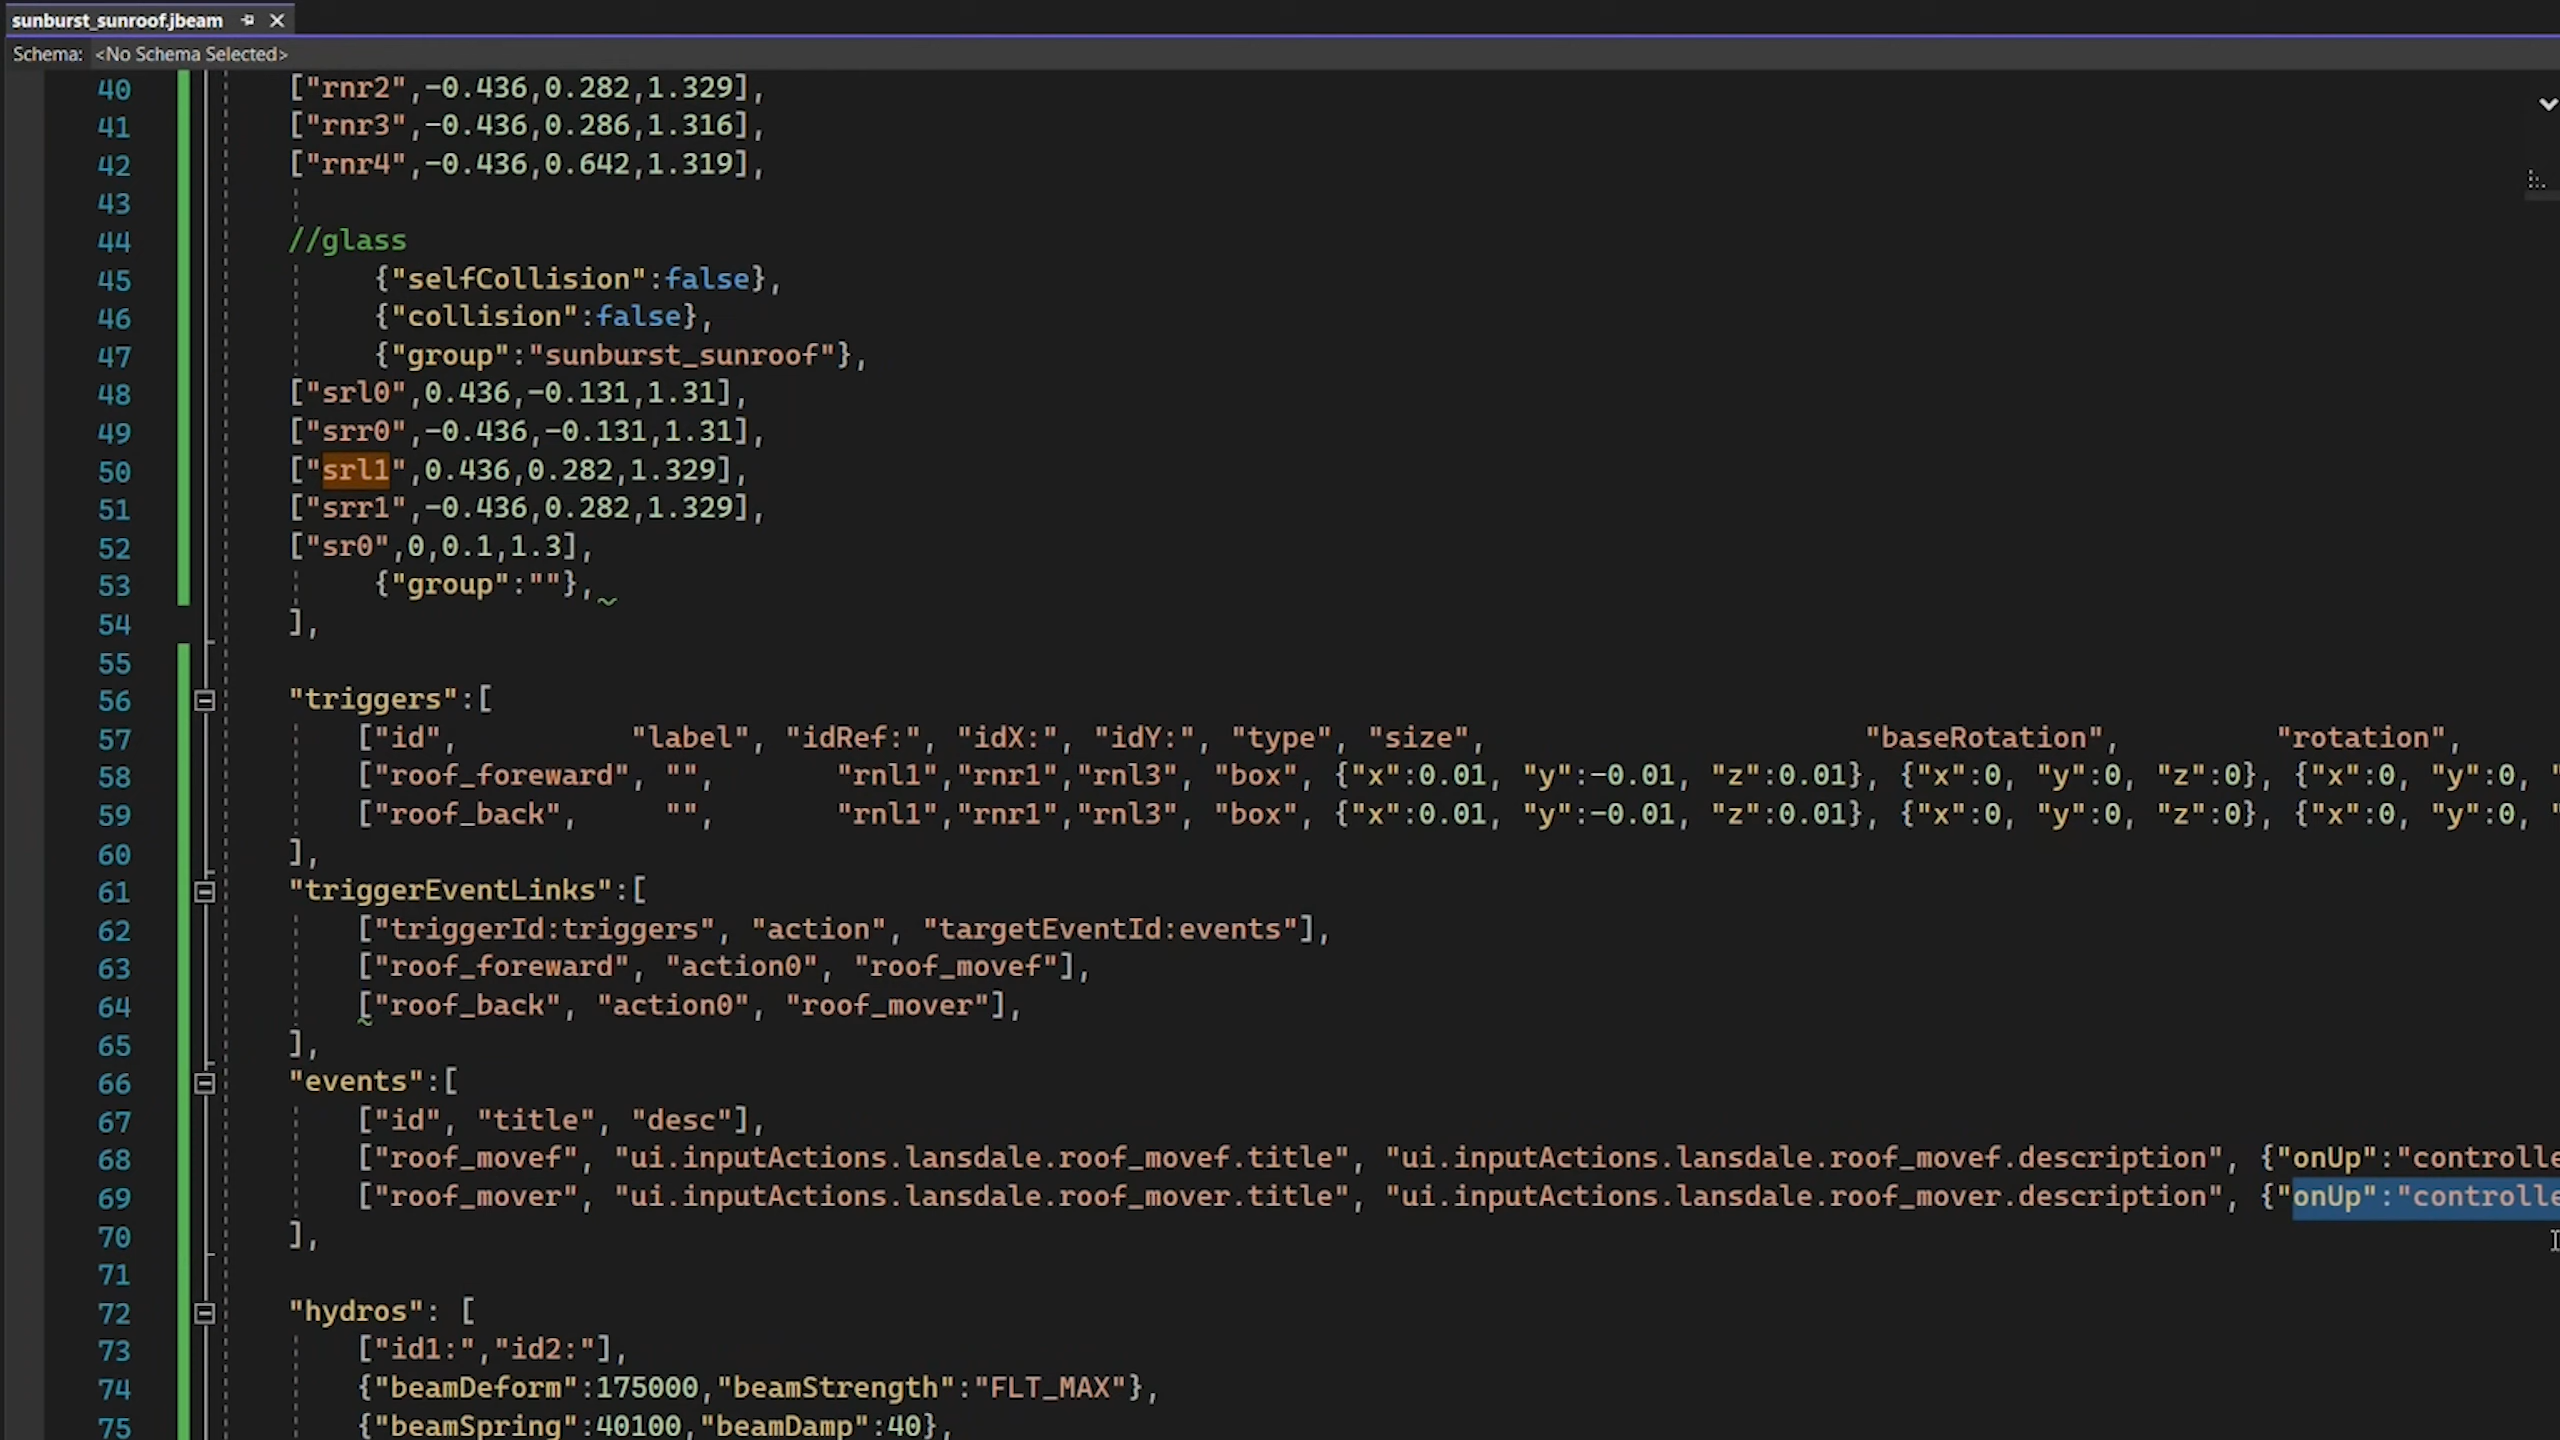 sunburst_sunroof.jbeam
Schema: <No Schema Selected>
40 ["rnr2",-0.436,0.282,1.329],
41 ["rnr3",-0.436,0.286,1.316],
42 ["rnr4",-0.436,0.642,1.319],
43
44 //glass
45 {"selfCollision":false},
46 {"collision":false},
47 {"group":"sunburst_sunroof"},
48 ["srl0",0.436,-0.131,1.31],
49 ["srr0",-0.436,-0.131,1.31],
50 ["srl1",0.436,0.282,1.329],
51 ["srr1",-0.436,0.282,1.329],
52 ["sr0",0,0.1,1.3],
53 {"group":""},
54 ],
55
56 "triggers":[
57 ["id", "label", "idRef:", "idX:", "idY:", "type", "size", "baseRotation", "rotation",
58 ["roof_foreward", "", "rnl1","rnr1","rnl3", "box", {"x":0.01, "y":-0.01, "z":0.01}, {"x":0, "y":0, "z":0}, {"x":0, "y":0, "
59 ["roof_back", "", "rnl1","rnr1","rnl3", "box", {"x":0.01, "y":-0.01, "z":0.01}, {"x":0, "y":0, "z":0}, {"x":0, "y":0, "
60 ],
61 "triggerEventLinks":[
62 ["triggerId:triggers", "action", "targetEventId:events"],
63 ["roof_foreward", "action0", "roof_movef"],
64 ["roof_back", "action0", "roof_mover"],
65 ],
66 "events":[
67 ["id", "title", "desc"],
68 ["roof_movef", "ui.inputActions.lansdale.roof_movef.title", "ui.inputActions.lansdale.roof_movef.description", {"onUp":"controlle
69 ["roof_mover", "ui.inputActions.lansdale.roof_mover.title", "ui.inputActions.lansdale.roof_mover.description", {"onUp":"controlle
70 ],
71
72 "hydros": [
73 ["id1:","id2:"],
74 {"beamDeform":175000,"beamStrength":"FLT_MAX"},
75 {"beamSpring":40100,"beamDamp":40},